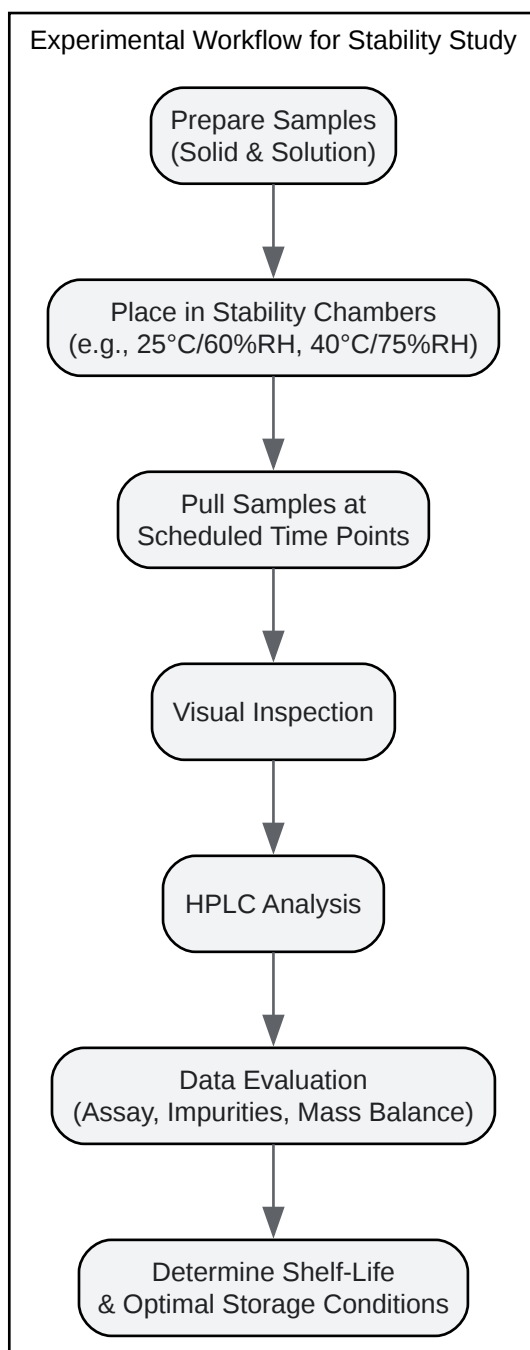 Experimental Workflow for Stability Study
Prepare Samples
(Solid & Solution)
Place in Stability Chambers
(e.g., 25°C/60%RH, 40°C/75%RH)
Pull Samples at
Scheduled Time Points
Visual Inspection
HPLC Analysis
Data Evaluation
(Assay, Impurities, Mass Balance)
Determine Shelf-Life
& Optimal Storage Conditions